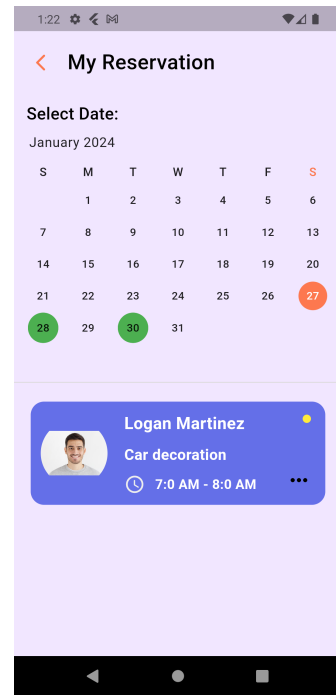 1:22
My Reservation
Select Date:
January 2024
S M T W T F S
1 2 3 4 5 6
7 8 9 10 11 12 13
14 15 16 17 18 19 20
21 22 23 24 25 26 27
28 29 30 31
Logan Martinez
Car decoration
7:0 AM - 8:0 AM